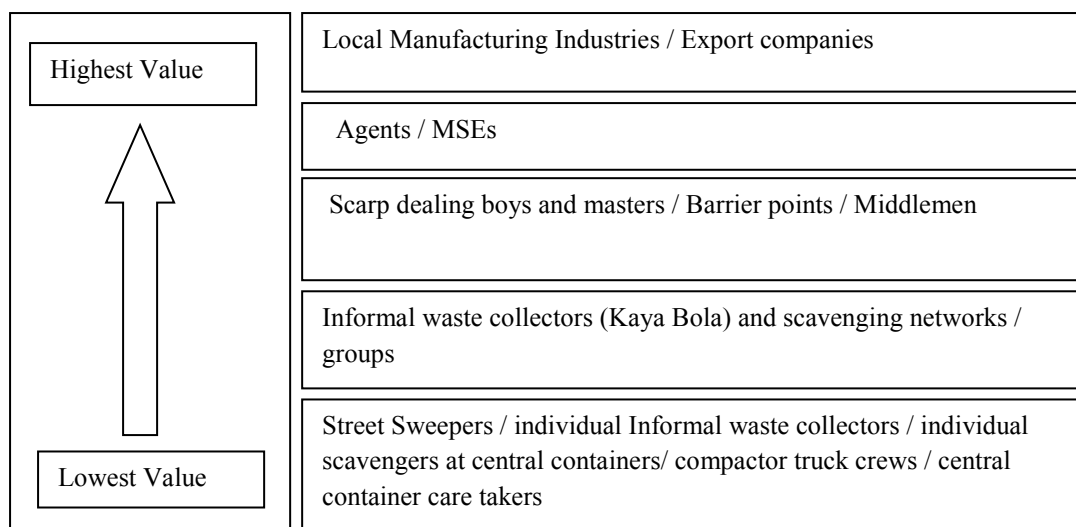 Highest Value
Lowest Value
Local Manufacturing Industries / Export companies
Agents / MSEs
Scarp dealing boys and masters / Barrier points / Middlemen
Informal waste collectors (Kaya Bola) and scavenging networks /
groups
Street Sweepers / individual Informal waste collectors / individual
scavengers at central containers/ compactor truck crews / central
container care takers